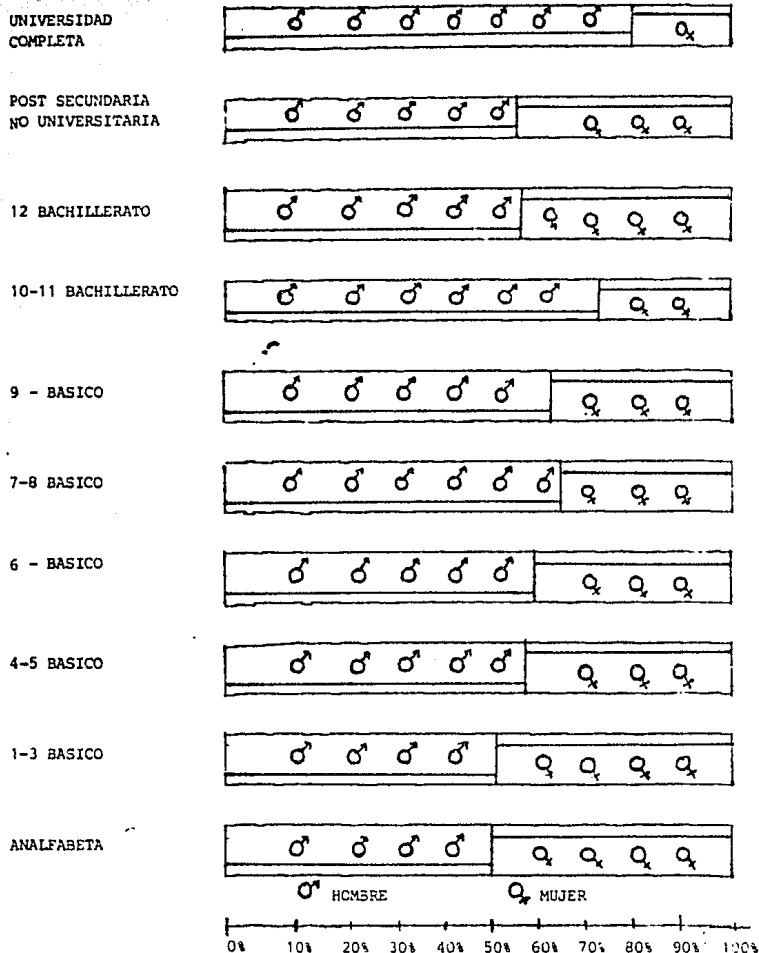 UNIVERSIDAD
COMPLETA
POST SECUNDARIA
NO UNIVERSITARIA
12 BACHILLERATO
10-11 BACHILLERATO
9 - BASICO
7-8 BASICO
6 - BASICO
4-5 BASICO
1-3 BASICO
ANALFABETA
♂ HOMBRE ♀ MUJER
0% 10% 20% 30% 40% 50% 60% 70% 80% 90% 100%